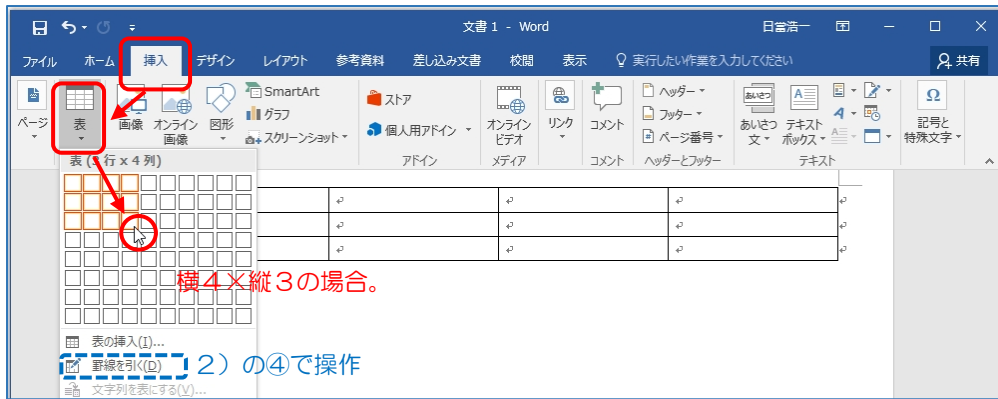 文書 1 - Word
日當浩一
ファイル ホーム 挿入 デザイン レイアウト 参考資料 差し込み文書 校閲 表示 実行したい作業を入力してください 共有
ページ
表
画像
オンライン
画像
図形
SmartArt
グラフ
スクリーンショット
ストア
個人用アドイン
アドイン
オンライン
ビデオ
メディア
リンク
コメント
コメント
ヘッダー
フッター
ページ番号
ヘッダーとフッター
あいさつ
あいさつ
文
A
テキスト
ボックス
テキスト
Ω
記号と
特殊文字
表 (3 行 x 4 列)
横4×縦3の場合。
表の挿入(I)...
罫線を引く(D)
2）の④で操作
文字列を表にする(V)...